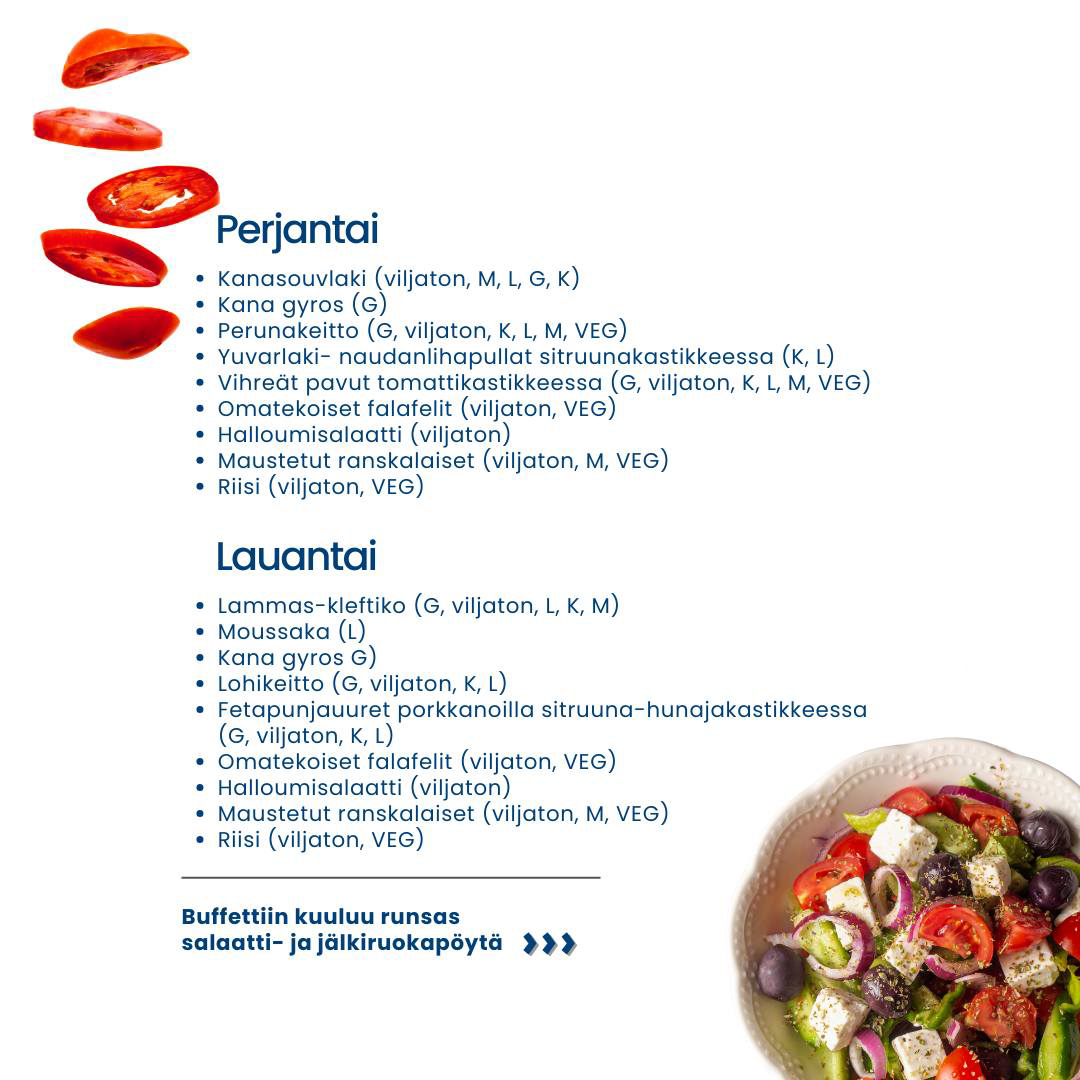 Perjantai
• Kanasouvlaki (viljaton, M, L, G, K)
• Kana gyros (G)
• Perunakeitto (G, viljaton, K, L, M, VEG)
• Yuvarlaki- naudanlihapullat sitruunakastikkeessa (K, L)
• Vihreät pavut tomattikastikkeessa (G, viljaton, K, L, M, VEG)
• Omatekoiset falafelit (viljaton, VEG)
• Halloumisalaatti (viljaton)
• Maustetut ranskalaiset (viljaton, M, VEG)
• Riisi (viljaton, VEG)
Lauantai
• Lammas-kleftiko (G, viljaton, L, K, M)
• Moussaka (L)
• Kana gyros G)
• Lohikeitto (G, viljaton, K, L)
• Fetapunjauuret porkkanoilla sitruuna-hunajakastikkeessa
(G, viljaton, K, L)
• Omatekoiset falafelit (viljaton, VEG)
• Halloumisalaatti (viljaton)
• Maustetut ranskalaiset (viljaton, M, VEG)
• Riisi (viljaton, VEG)
Buffettiin kuuluu runsas
salaatti- ja jälkiruokapöytä